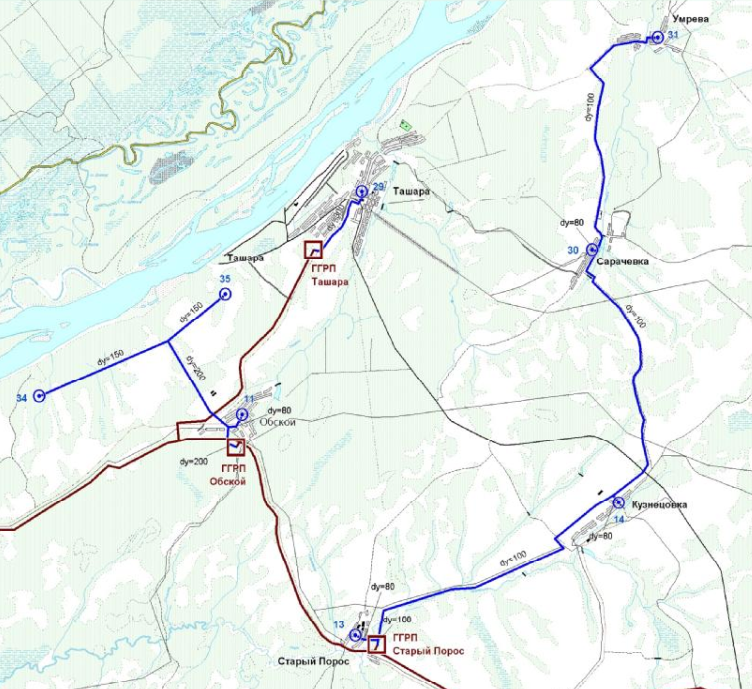 Умрева
31
dy=100
29
Ташара
dy=80
30
Сарачевка
Ташара
ГГРП
Ташара
35
dy=150
dy=100
dy=150
dy=200
34
11
dy=80
Обской
dy=200
ГГРП
Обской
Кузнецовка
14
dy=80
dy=100
dy=80
13
dy=100
ГГРП
Старый Порос
Старый Порос